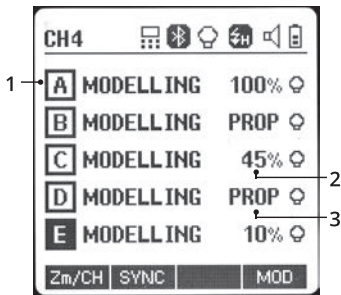 CH4
1 A MODELLING 100%
B MODELLING PROP
C MODELLING 45%
2
D MODELLING PROP
3
E MODELLING 10%
Zm/CH SYNC MOD